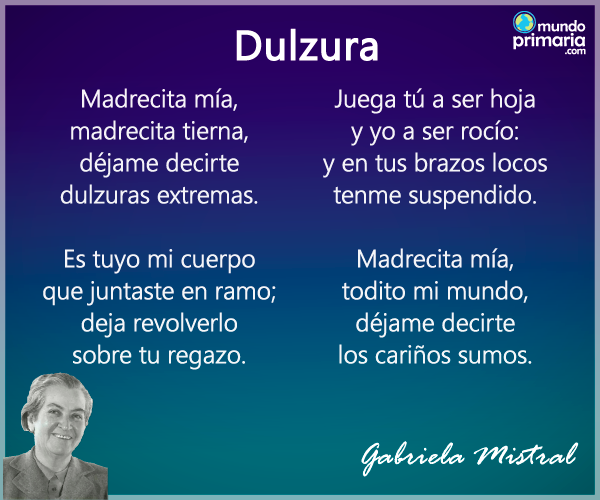 mundo
primaria
.com
Dulzura
Madrecita mía,
madrecita tierna,
déjame decirte
dulzuras extremas.
Es tuyo mi cuerpo
que juntaste en ramo;
deja revolverlo
sobre tu regazo.
Juega tú a ser hoja
y yo a ser rocío:
y en tus brazos locos
tenme suspendido.
Madrecita mía,
todito mi mundo,
déjame decirte
los cariños sumos.
Gabriela Mistral